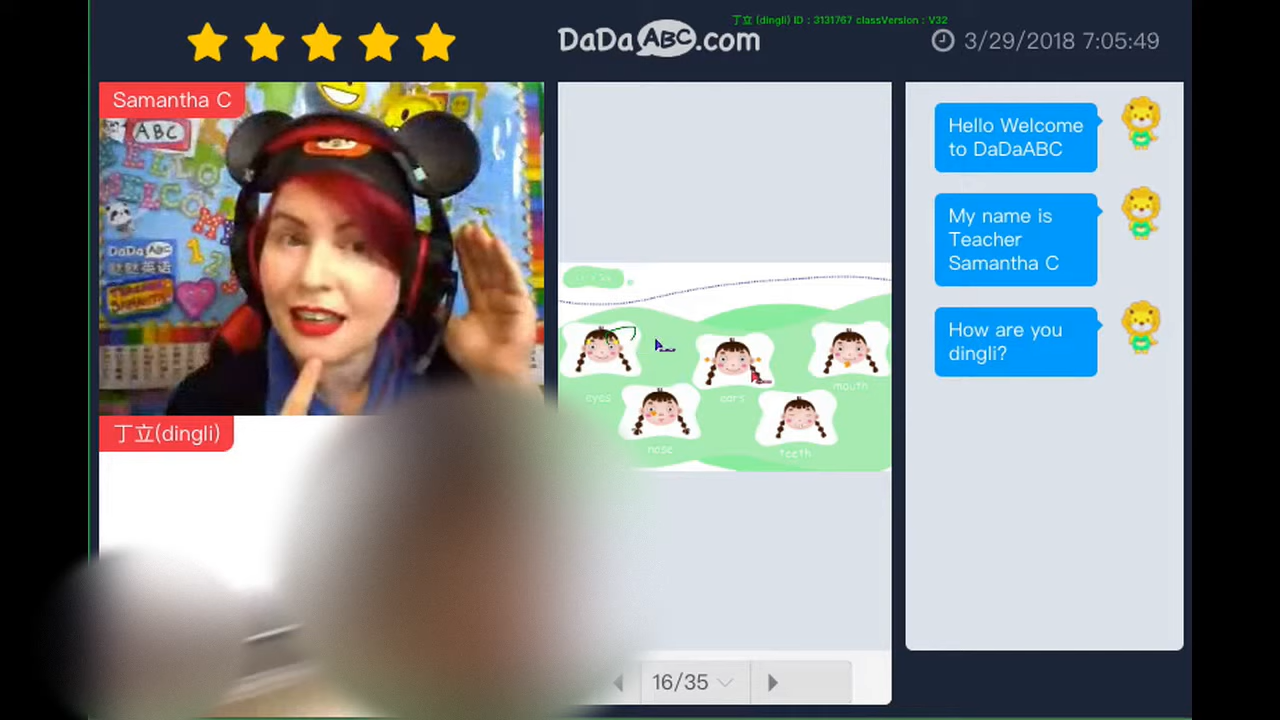 丁立 (dingli) ID : 3131767 classVersion : V32
DaDaABC.com
3/29/2018 7:05:49
Samantha C
ABC
HELLO
WELCOME
DaDaABC
Hello Welcome
to DaDaABC
My name is
Teacher
Samantha C
How are you
dingli?
eyes
ears
mouth
nose
teeth
丁立(dingli)
16/35